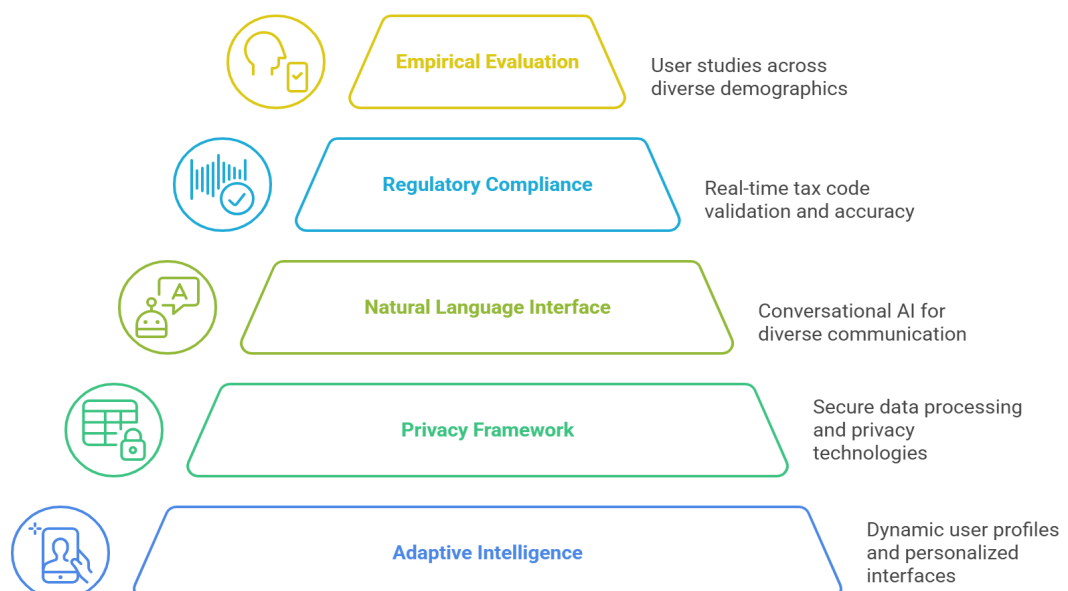 Empirical Evaluation
User studies across
diverse demographics
Regulatory Compliance
Real-time tax code
validation and accuracy
A
Natural Language Interface
Conversational AI for
diverse communication
Privacy Framework
Secure data processing
and privacy
technologies
Adaptive Intelligence
Dynamic user profiles
and personalized
interfaces